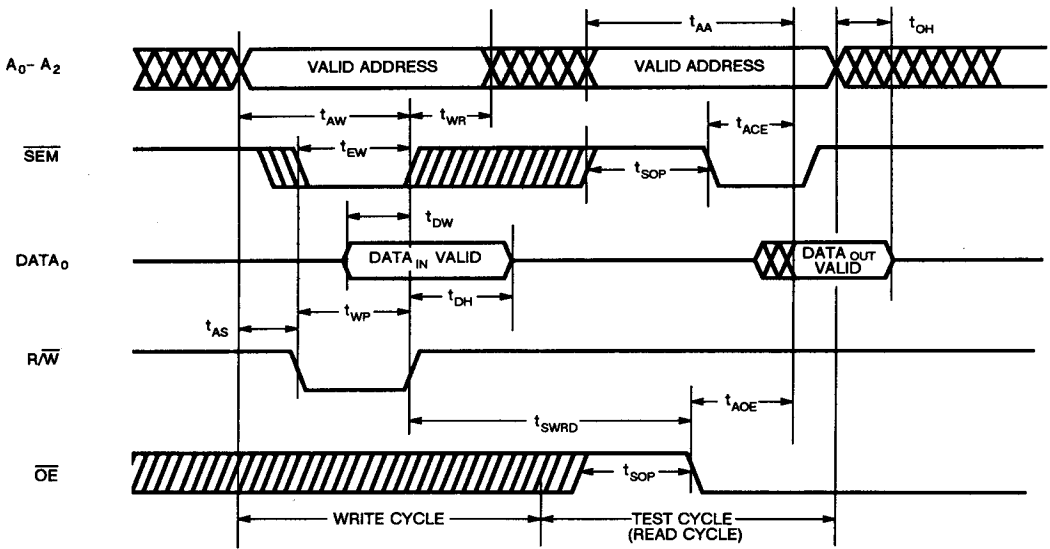 tAA
tOH
A0– A2
VALID ADDRESS
VALID ADDRESS
tAW
tWR
tACE
SEM
tEW
tSOP
tDW
DATA0
DATAIN VALID
DATAOUT
VALID
tDH
tWP
tAS
R/W
tAOE
tSWRD
OE
tSOP
WRITE CYCLE
TEST CYCLE
(READ CYCLE)